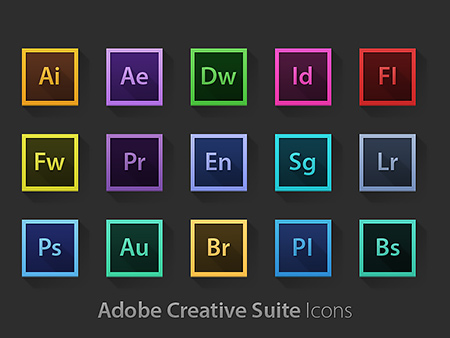 Ai Ae Dw Id Fl
Fw Pr En Sg Lr
Ps Au Br Pl Bs
Adobe Creative Suite Icons